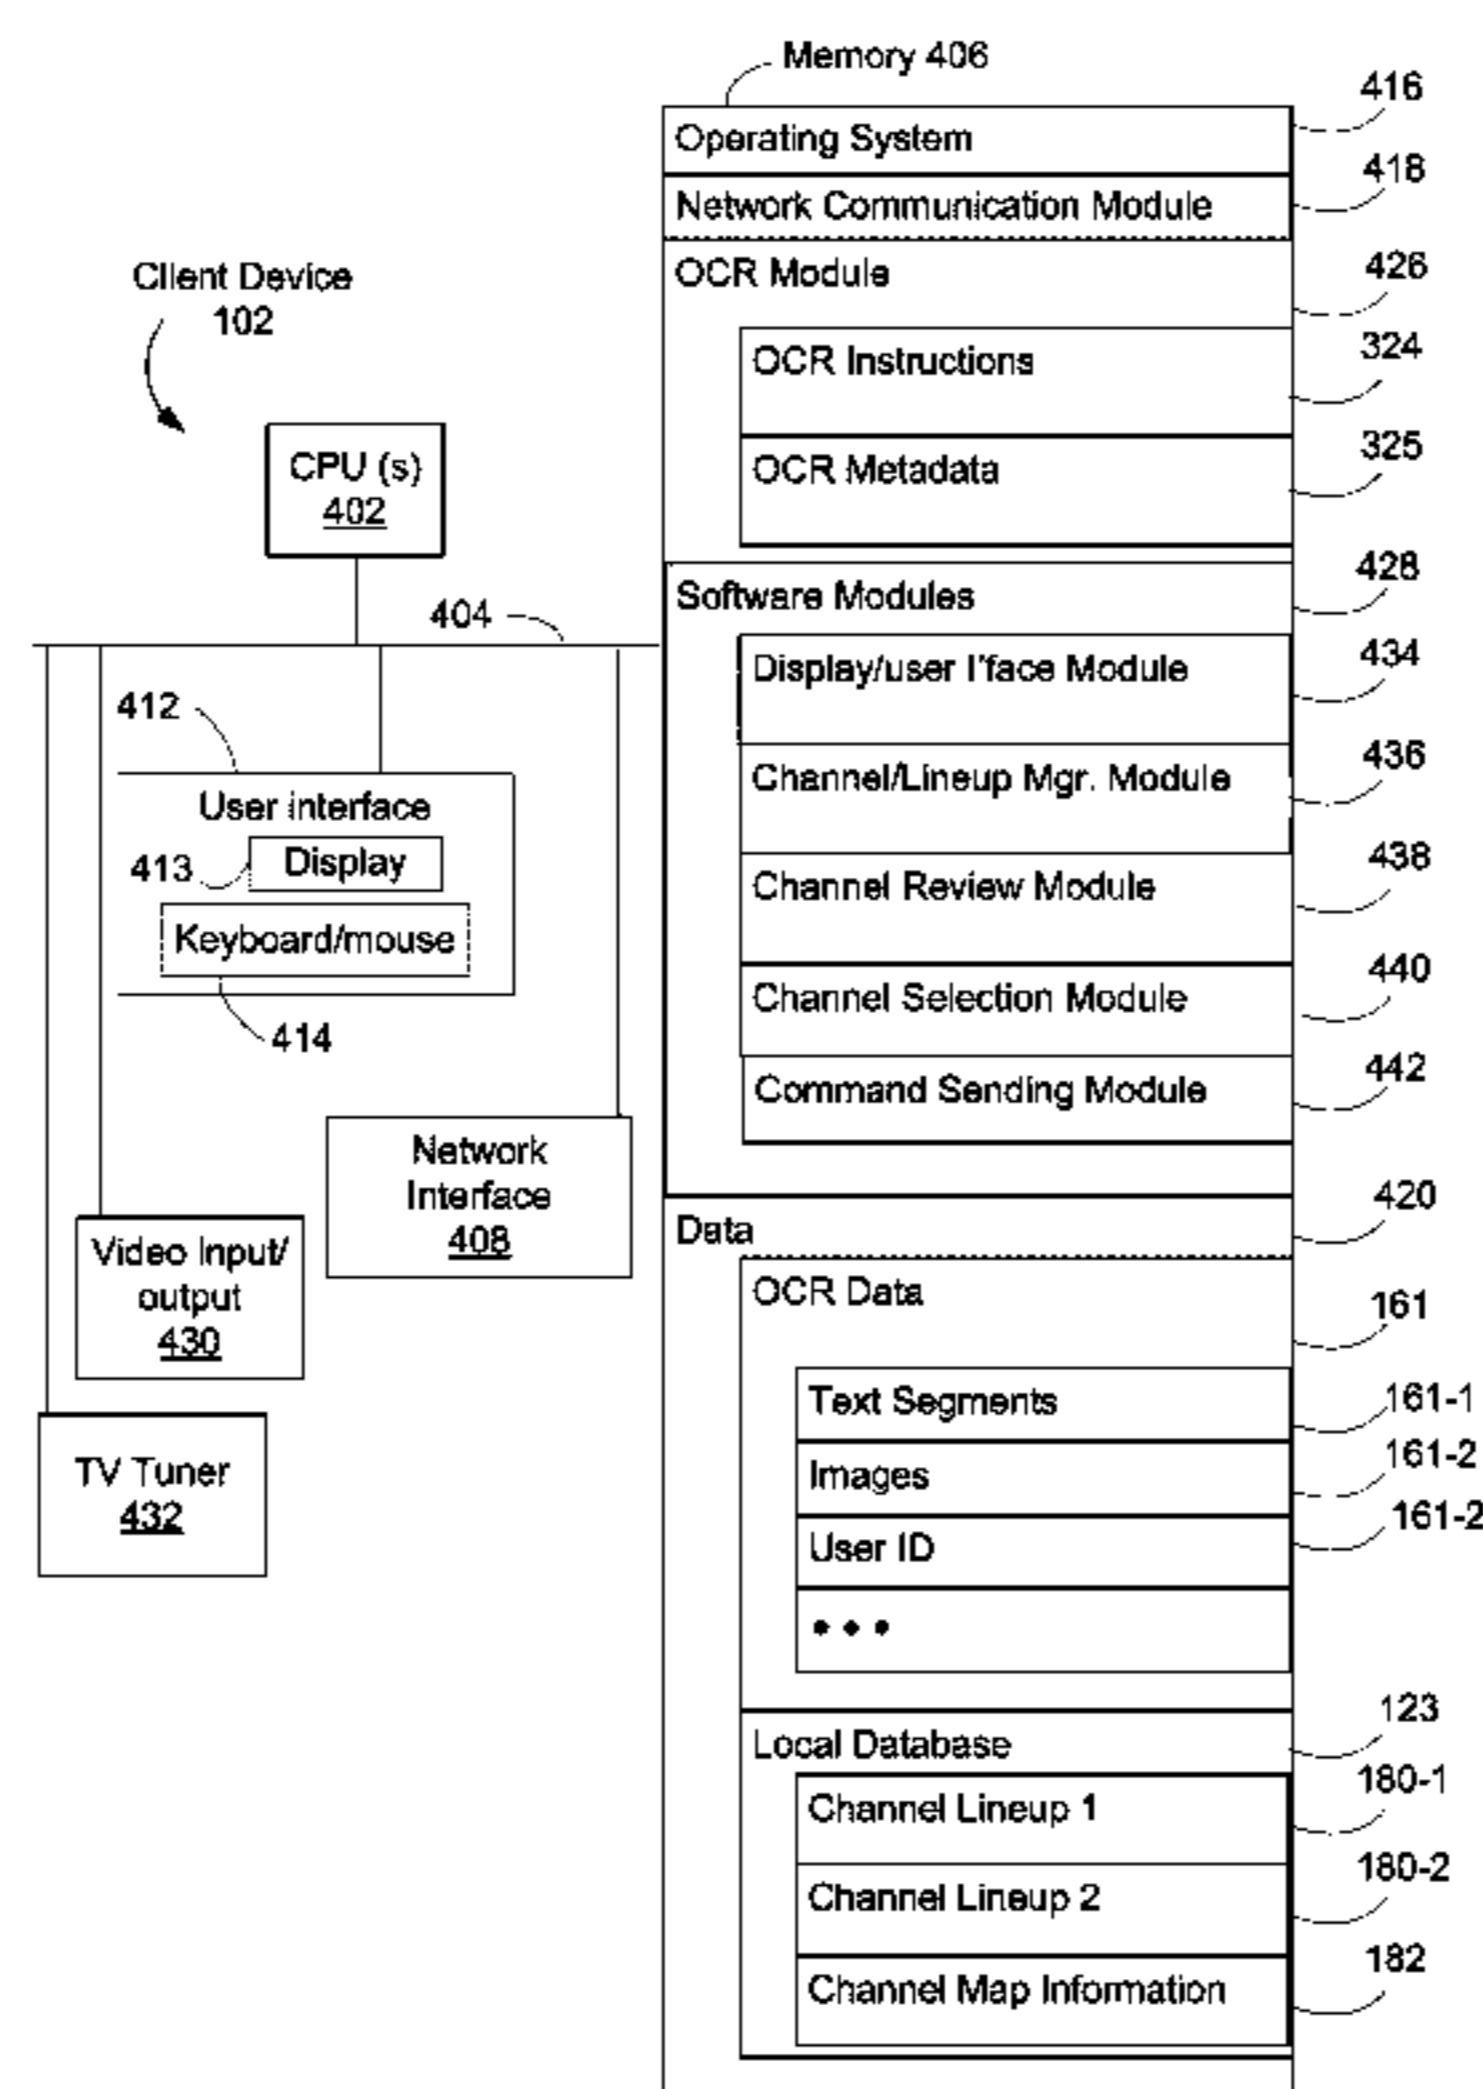 Memory 406
416
Operating System
418
Network Communication Module
Client Device
102
426
OCR Module
324
OCR Instructions
325
OCR Metadata
CPU (s)
402
428
Software Modules
404
434
Display/user I'face Module
412
436
Channel/Lineup Mgr. Module
User interface
413
Display
438
Channel Review Module
Keyboard/mouse
440
Channel Selection Module
414
442
Command Sending Module
Network
Interface
408
420
Data
Video Input/
output
430
OCR Data
161
161-1
Text Segments
161-2
Images
TV Tuner
432
161-2
User ID
• • •
123
Local Database
180-1
Channel Lineup 1
180-2
Channel Lineup 2
182
Channel Map Information